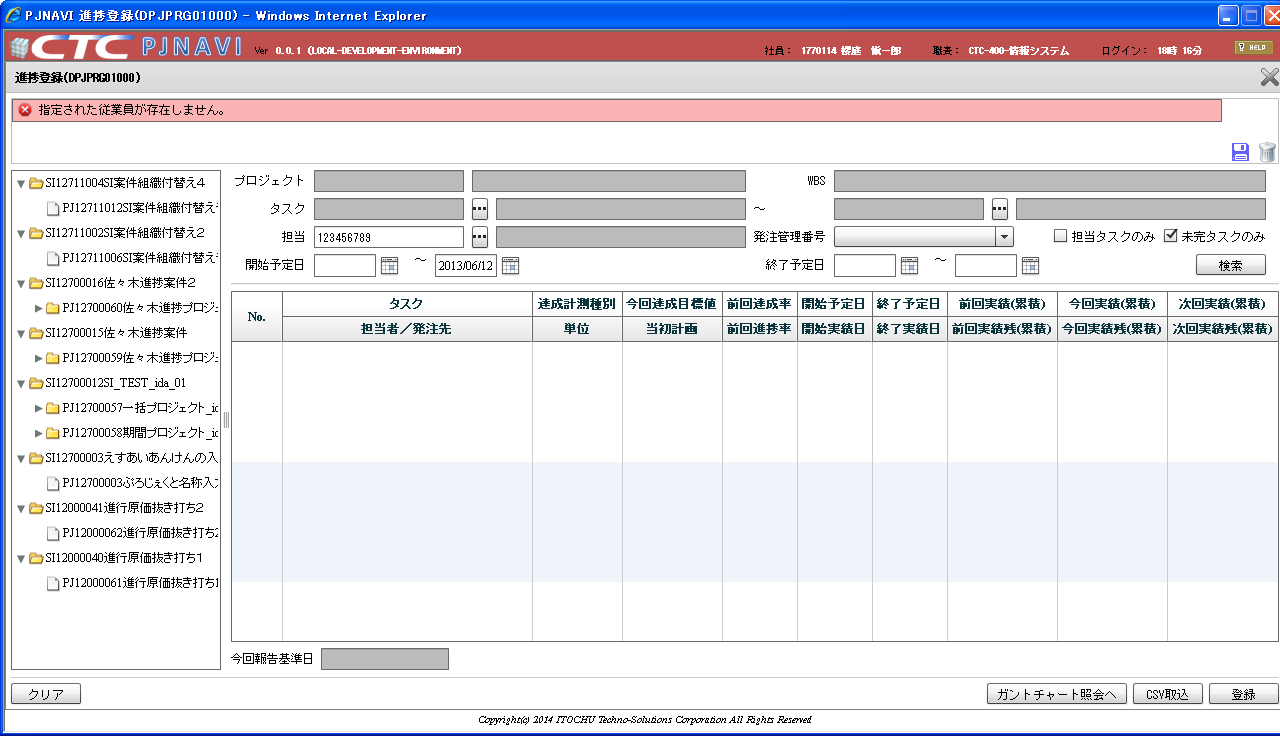 PJNAVI 進捗登録(DPJPRG01000) - Windows Internet Explorer
CTC PJNAVI Ver 0.0.1 (LOCAL-DEVELOPMENT-ENVIRONMENT) 社員： 1770114 櫻庭 愼一郎 職責： CTC-400-情報システム ログイン： 18時 16分 ? HELP
進捗登録(DPJPRG01000)
指定された従業員が存在しません。
SI12711004SI案件組織付替え4
PJ12711012SI案件組織付替え
SI12711002SI案件組織付替え2
PJ12711006SI案件組織付替え
SI12700016佐々木進捗案件2
PJ12700060佐々木進捗プロジ
SI12700015佐々木進捗案件
PJ12700059佐々木進捗プロジ
SI12700012SI_TEST_ida_01
PJ12700057一括プロジェクト_ic
PJ12700058期間プロジェクト_ic
SI12700003えすあいあんけんの入
PJ12700003ぷろじぇくと名称入
SI12000041進行原価抜き打ち2
PJ12000062進行原価抜き打ち2
SI12000040進行原価抜き打ち1
PJ12000061進行原価抜き打ち1
プロジェクト WBS
タスク ... ～ ...
担当 123456789 ... 発注管理番号 担当タスクのみ 未完タスクのみ
開始予定日 ～ 2013/06/12 終了予定日 ～ 検索
No. タスク 達成計測種別 今回達成目標値 前回達成率 開始予定日 終了予定日 前回実績(累積) 今回実績(累積) 次回実績(累積)
担当者／発注先 単位 当初計画 前回進捗率 開始実績日 終了実績日 前回実績残(累積) 今回実績残(累積) 次回実績残(累積)
今回報告基準日
クリア ガントチャート照会へ CSV取込 登録
Copyright(c) 2014 ITOCHU Techno-Solutions Corporation All Rights Reserved